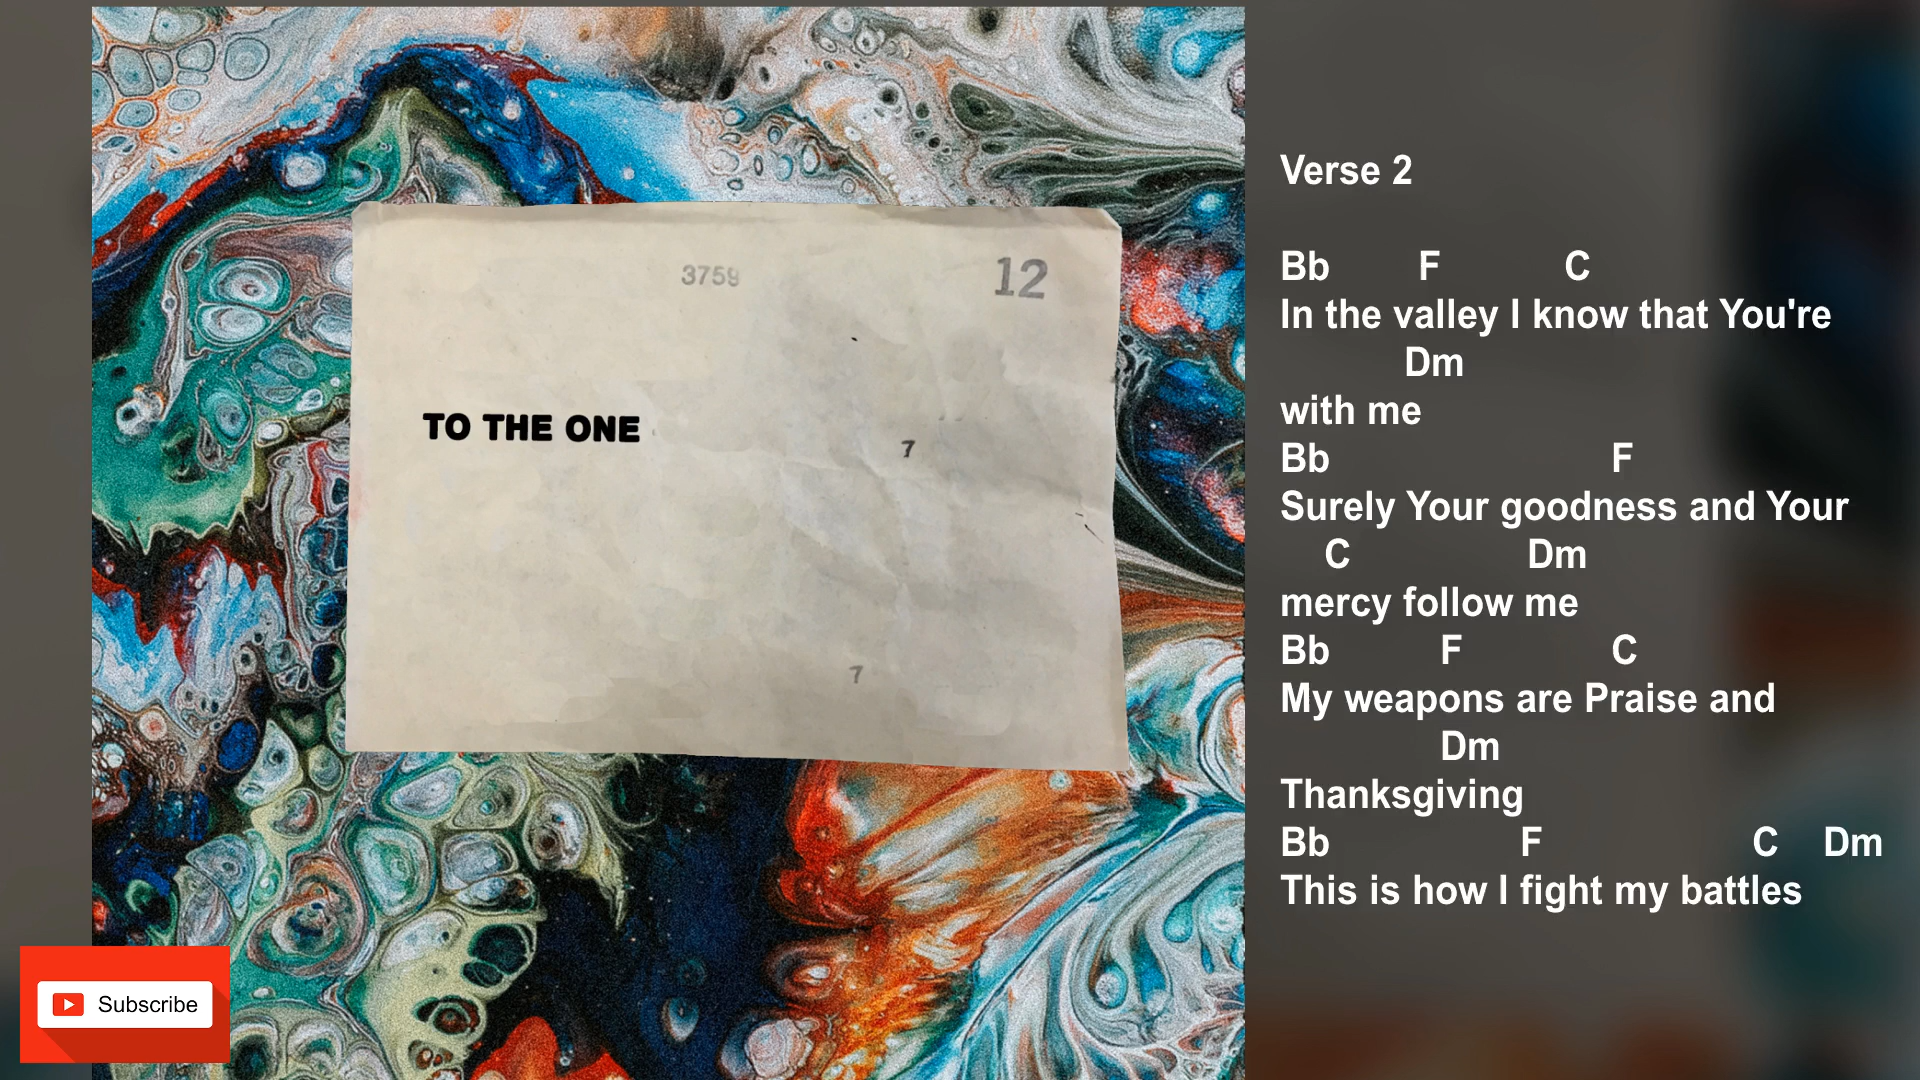 3759
12
TO THE ONE
7
7
Verse 2
Bb F C
In the valley I know that You're
Dm
with me
Bb F
Surely Your goodness and Your
C Dm
mercy follow me
Bb F C
My weapons are Praise and
Dm
Thanksgiving
Bb F C Dm
This is how I fight my battles
Subscribe